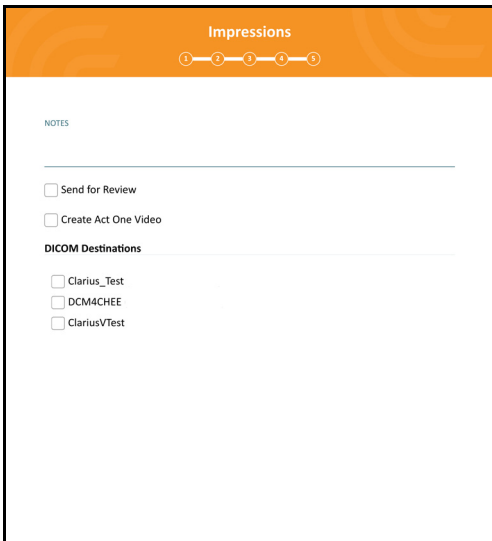 Impressions
1 2 3 4 5
NOTES
Send for Review
Create Act One Video
DICOM Destinations
Clarius_Test
DCM4CHEE
ClariusVTest